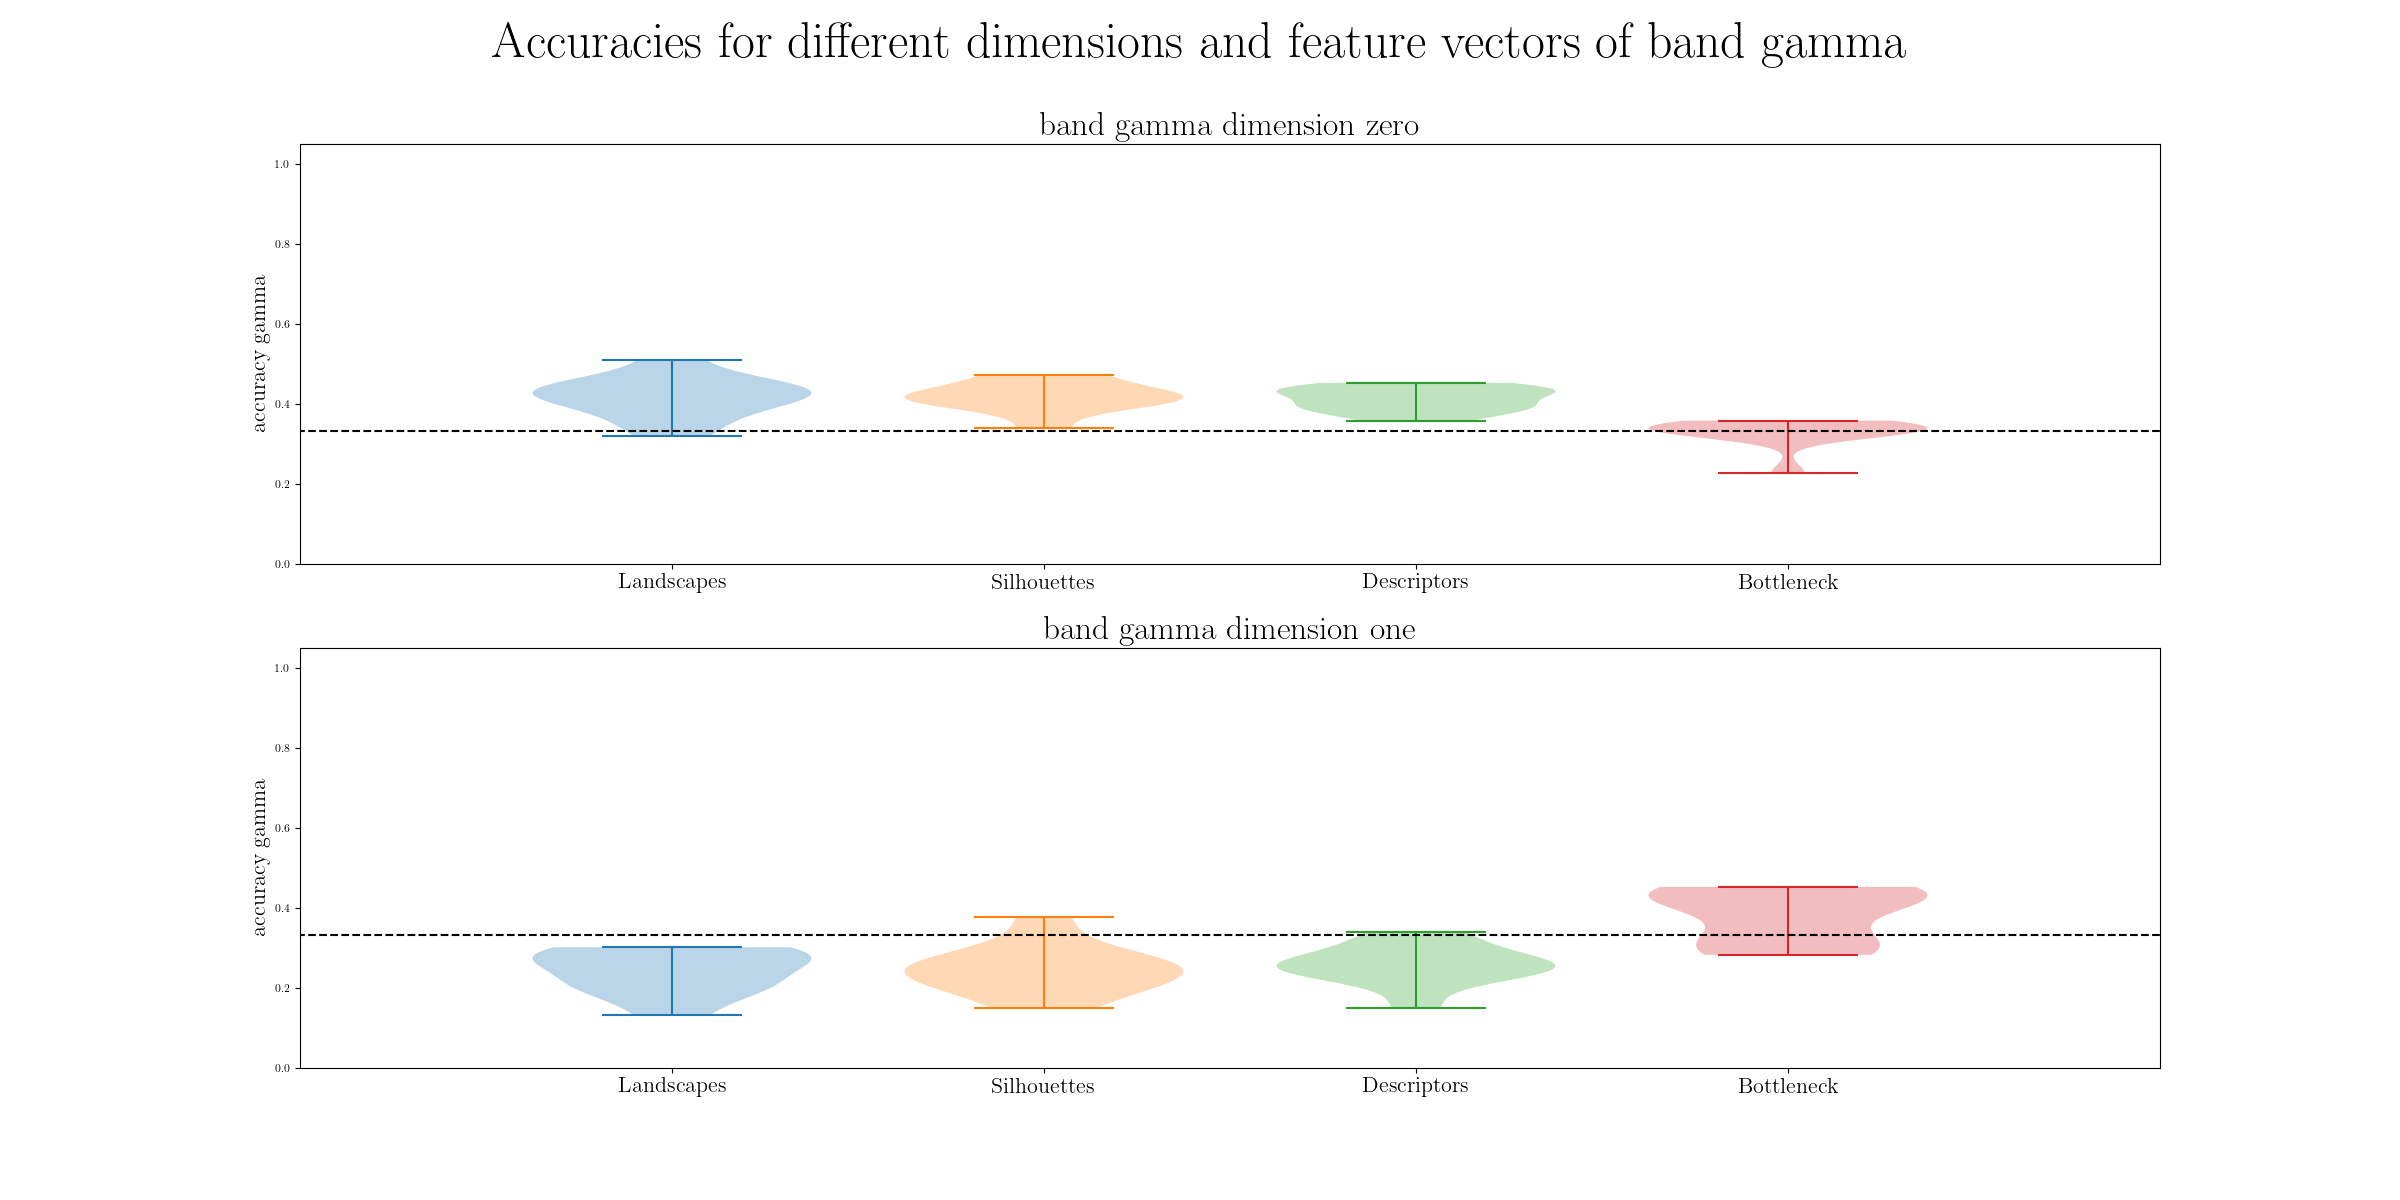 Accuracies for different dimensions and feature vectors of band gamma
band gamma dimension zero
accuracy gamma
1.0
0.8
0.6
0.4
0.2
0.0
Landscapes Silhouettes Descriptors Bottleneck
band gamma dimension one
accuracy gamma
1.0
0.8
0.6
0.4
0.2
0.0
Landscapes Silhouettes Descriptors Bottleneck